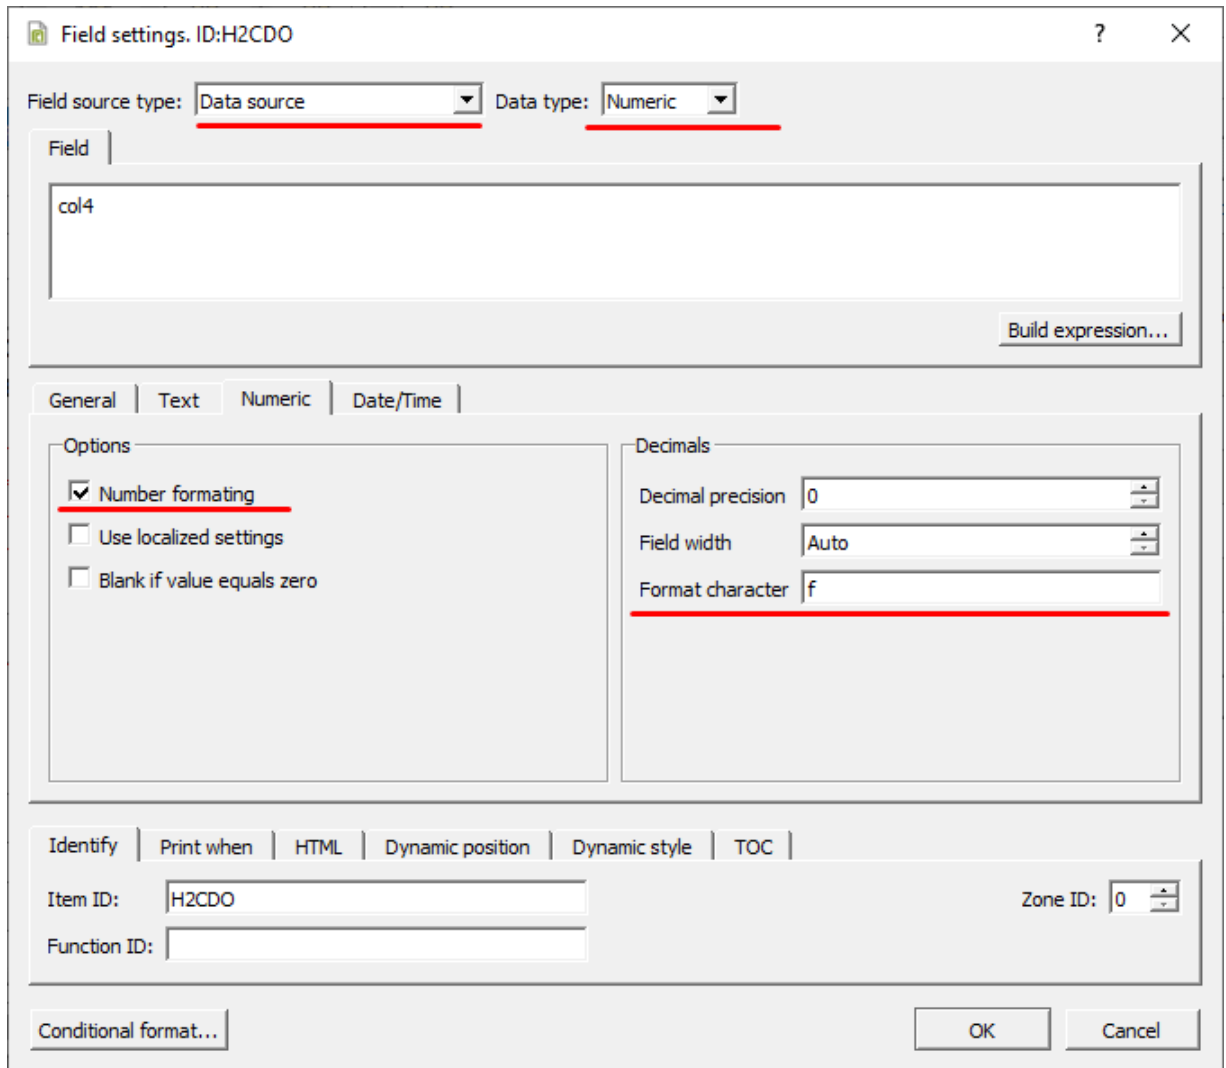 Field settings. ID:H2CDO ?
Field source type: Data source Data type: Numeric
Field
col4
Build expression...
General Text Numeric Date/Time
Options Decimals
Number formating Decimal precision 0
Use localized settings Field width Auto
Blank if value equals zero Format character f
Identify Print when HTML Dynamic position Dynamic style TOC
Item ID: H2CDO Zone ID: 0
Function ID:
Conditional format... OK Cancel